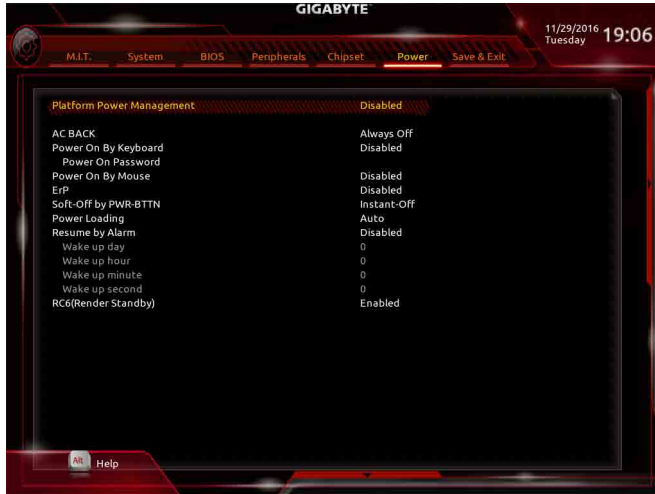 GIGABYTE™
11/29/2016 19:06
Tuesday
M.I.T. System BIOS Peripherals Chipset Power Save & Exit
Platform Power Management Disabled
AC BACK Always Off
Power On By Keyboard Disabled
Power On Password
Power On By Mouse Disabled
ErP Disabled
Soft-Off by PWR-BTTN Instant-Off
Power Loading Auto
Resume by Alarm Disabled
Wake up day 0
Wake up hour 0
Wake up minute 0
Wake up second 0
RC6(Render Standby) Enabled
Alt Help